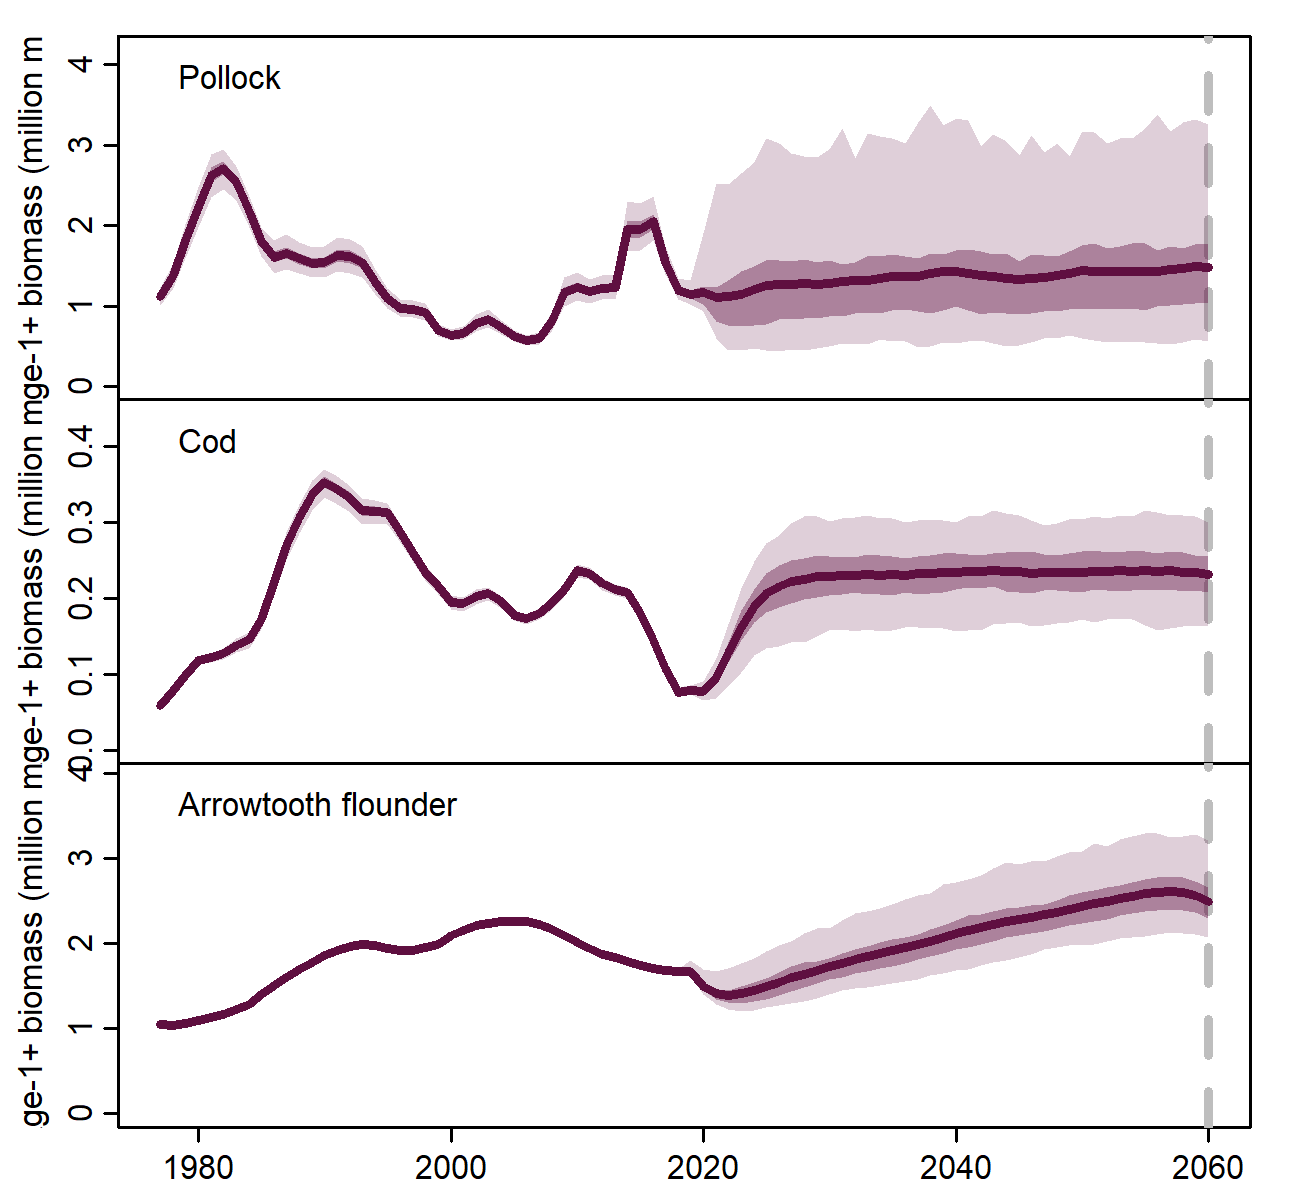 Pollock
4
3
2
1
0
ge-1+ biomass (million m
Cod
0.4
0.3
0.2
0.1
0.0
ge-1+ biomass (million m
Arrowtooth flounder
4
3
2
1
0
ge-1+ biomass (million m
1980 2000 2020 2040 2060